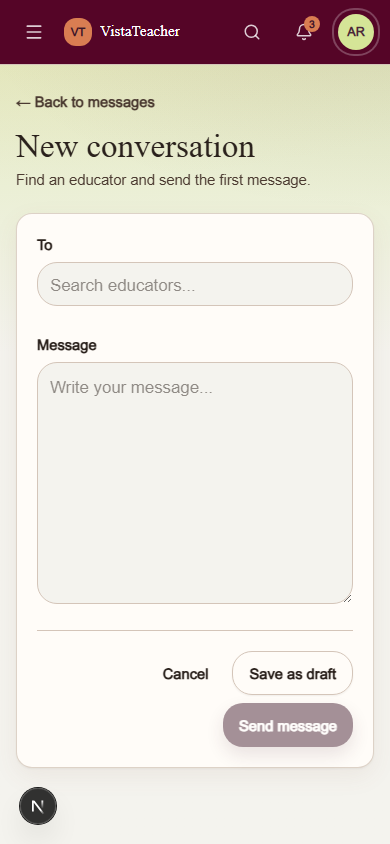 VT VistaTeacher 3 AR
← Back to messages
New conversation
Find an educator and send the first message.
To
Search educators...
Message
Write your message...
Cancel Save as draft
Send message
N